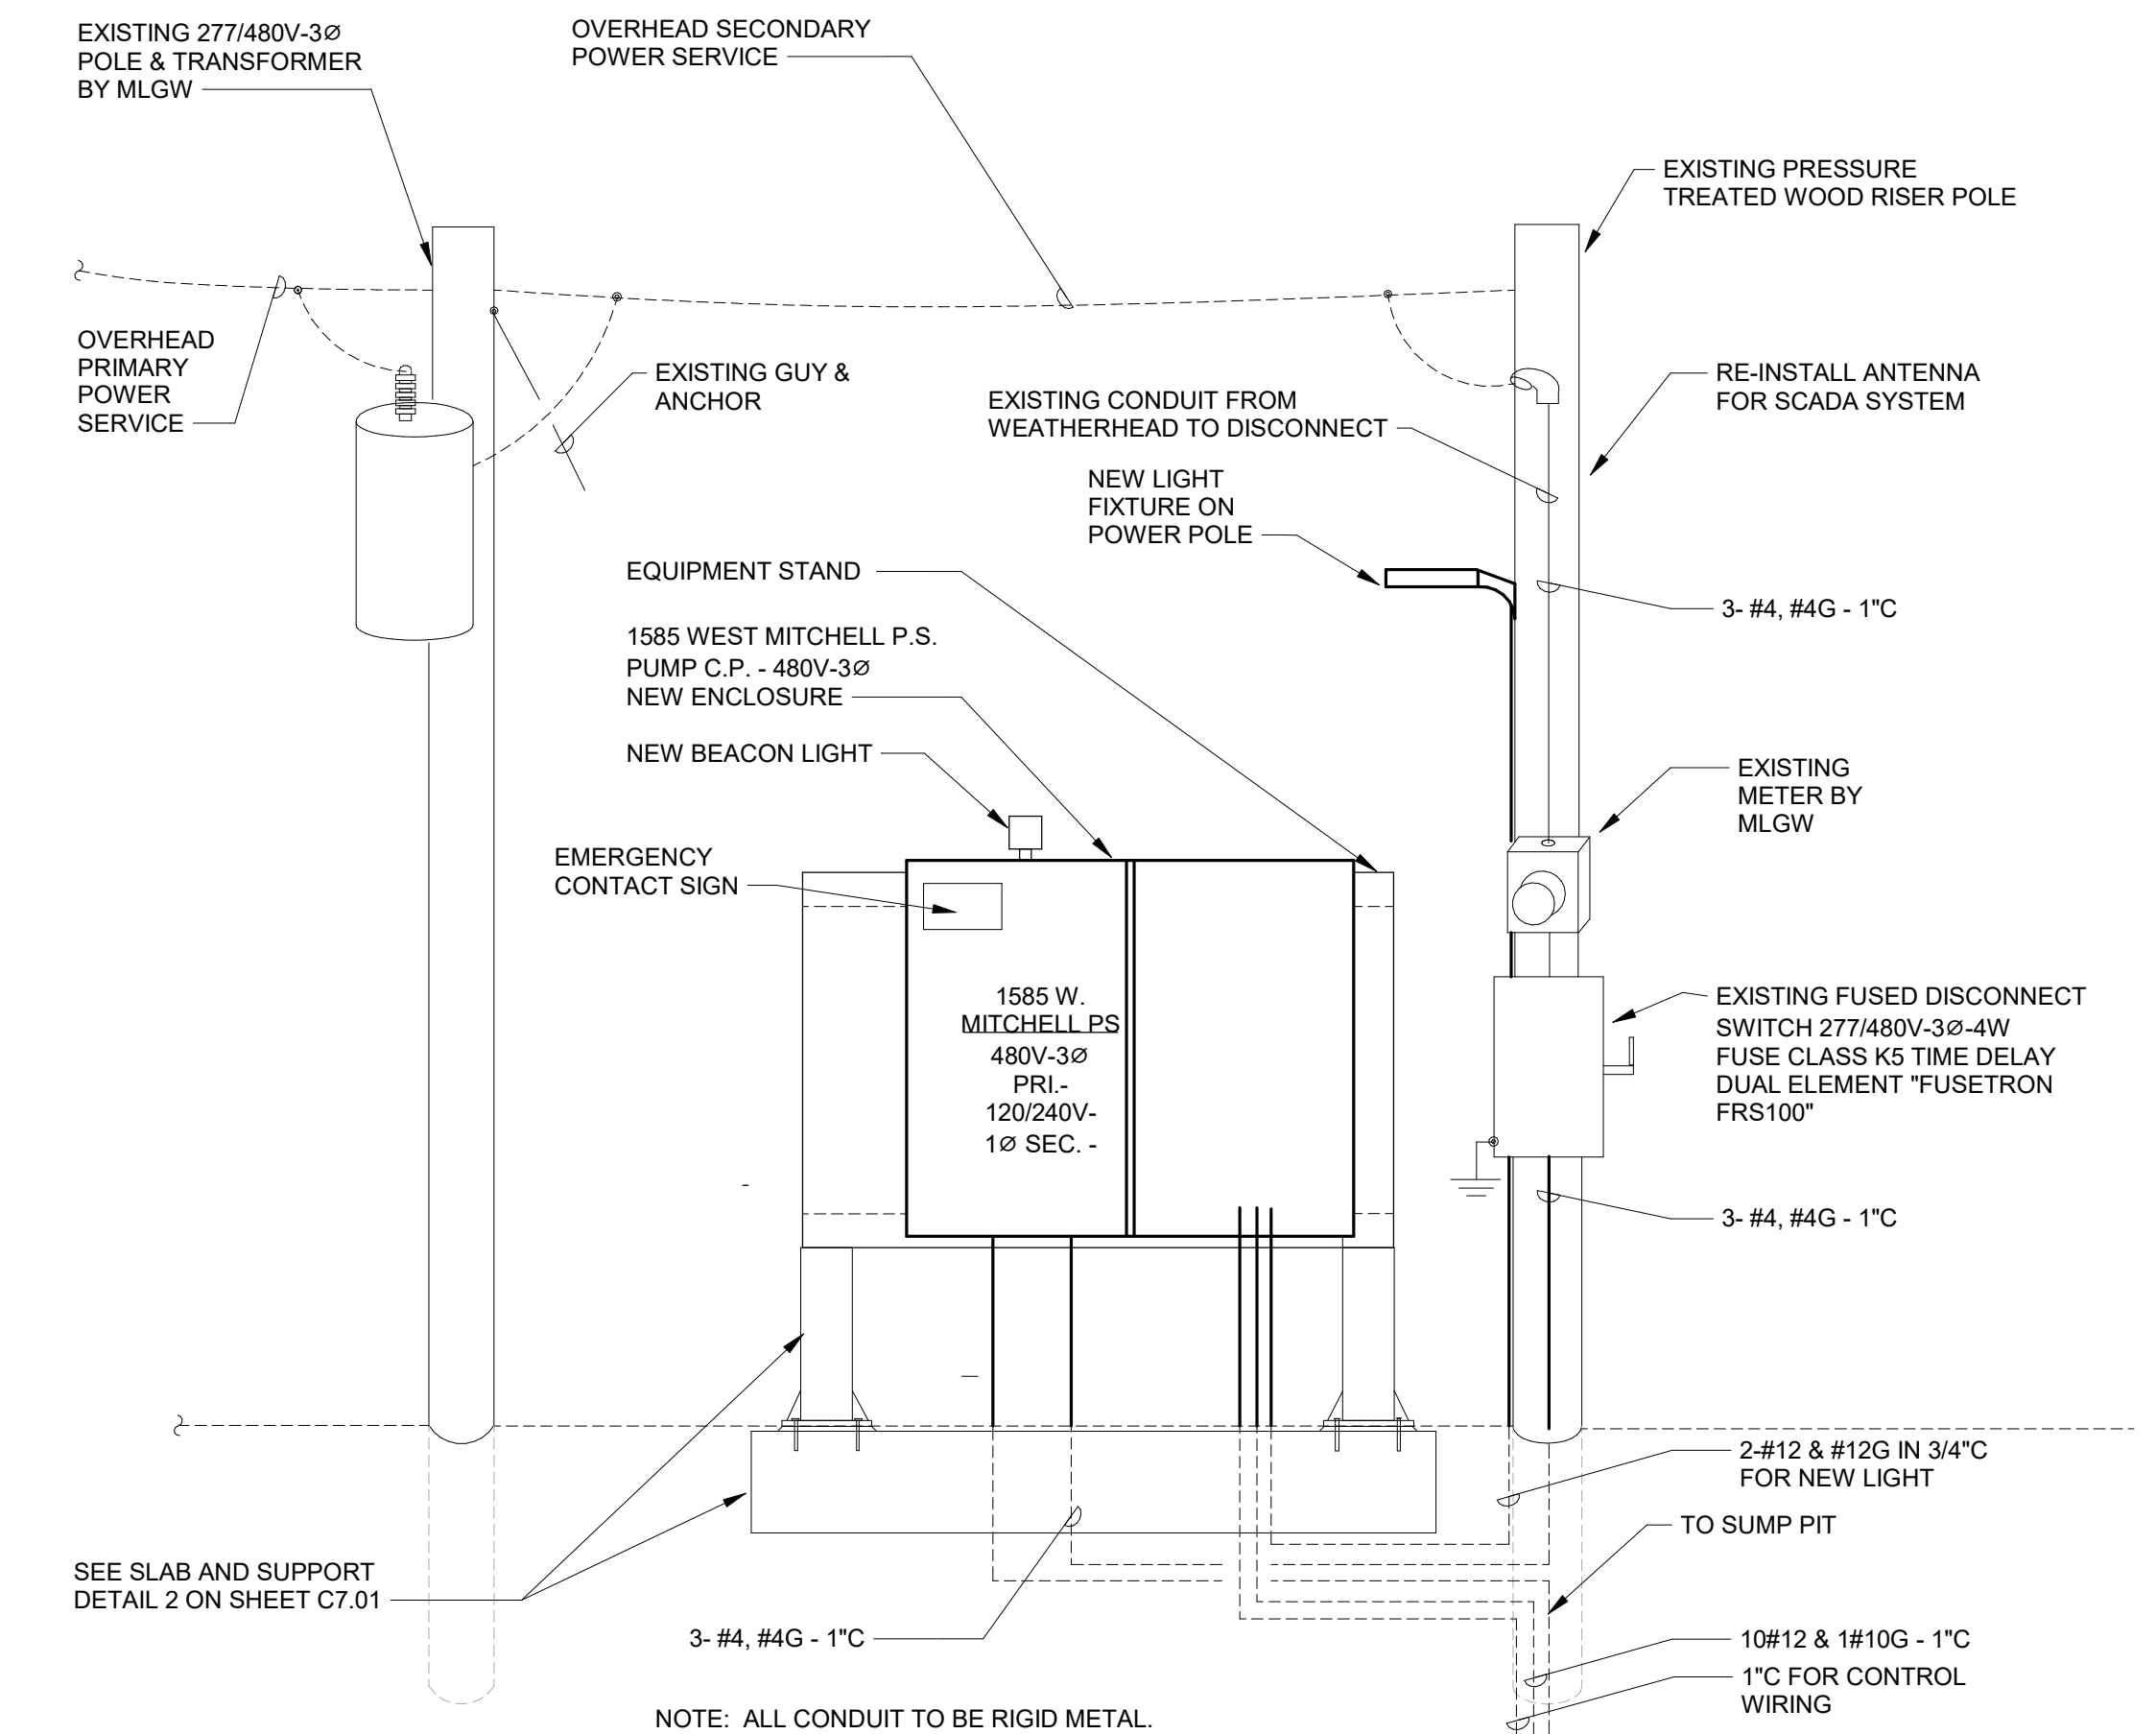 EXISTING 277/480V-3Ø
POLE & TRANSFORMER
BY MLGW
OVERHEAD SECONDARY
POWER SERVICE
EXISTING PRESSURE
TREATED WOOD RISER POLE
OVERHEAD
PRIMARY
POWER
SERVICE
EXISTING GUY &
ANCHOR
EXISTING CONDUIT FROM
WEATHERHEAD TO DISCONNECT
RE-INSTALL ANTENNA
FOR SCADA SYSTEM
NEW LIGHT
FIXTURE ON
POWER POLE
EQUIPMENT STAND
3- #4, #4G - 1"C
1585 WEST MITCHELL P.S.
PUMP C.P. - 480V-3Ø
NEW ENCLOSURE
NEW BEACON LIGHT
EXISTING
METER BY
MLGW
EMERGENCY
CONTACT SIGN
1585 W.
MITCHELL PS
480V-3Ø
PRI.-
120/240V-
1Ø SEC. -
EXISTING FUSED DISCONNECT
SWITCH 277/480V-3Ø-4W
FUSE CLASS K5 TIME DELAY
DUAL ELEMENT "FUSETRON
FRS100"
3- #4, #4G - 1"C
2-#12 & #12G IN 3/4"C
FOR NEW LIGHT
TO SUMP PIT
SEE SLAB AND SUPPORT
DETAIL 2 ON SHEET C7.01
3- #4, #4G - 1"C
10#12 & 1#10G - 1"C
1"C FOR CONTROL
WIRING
NOTE: ALL CONDUIT TO BE RIGID METAL.